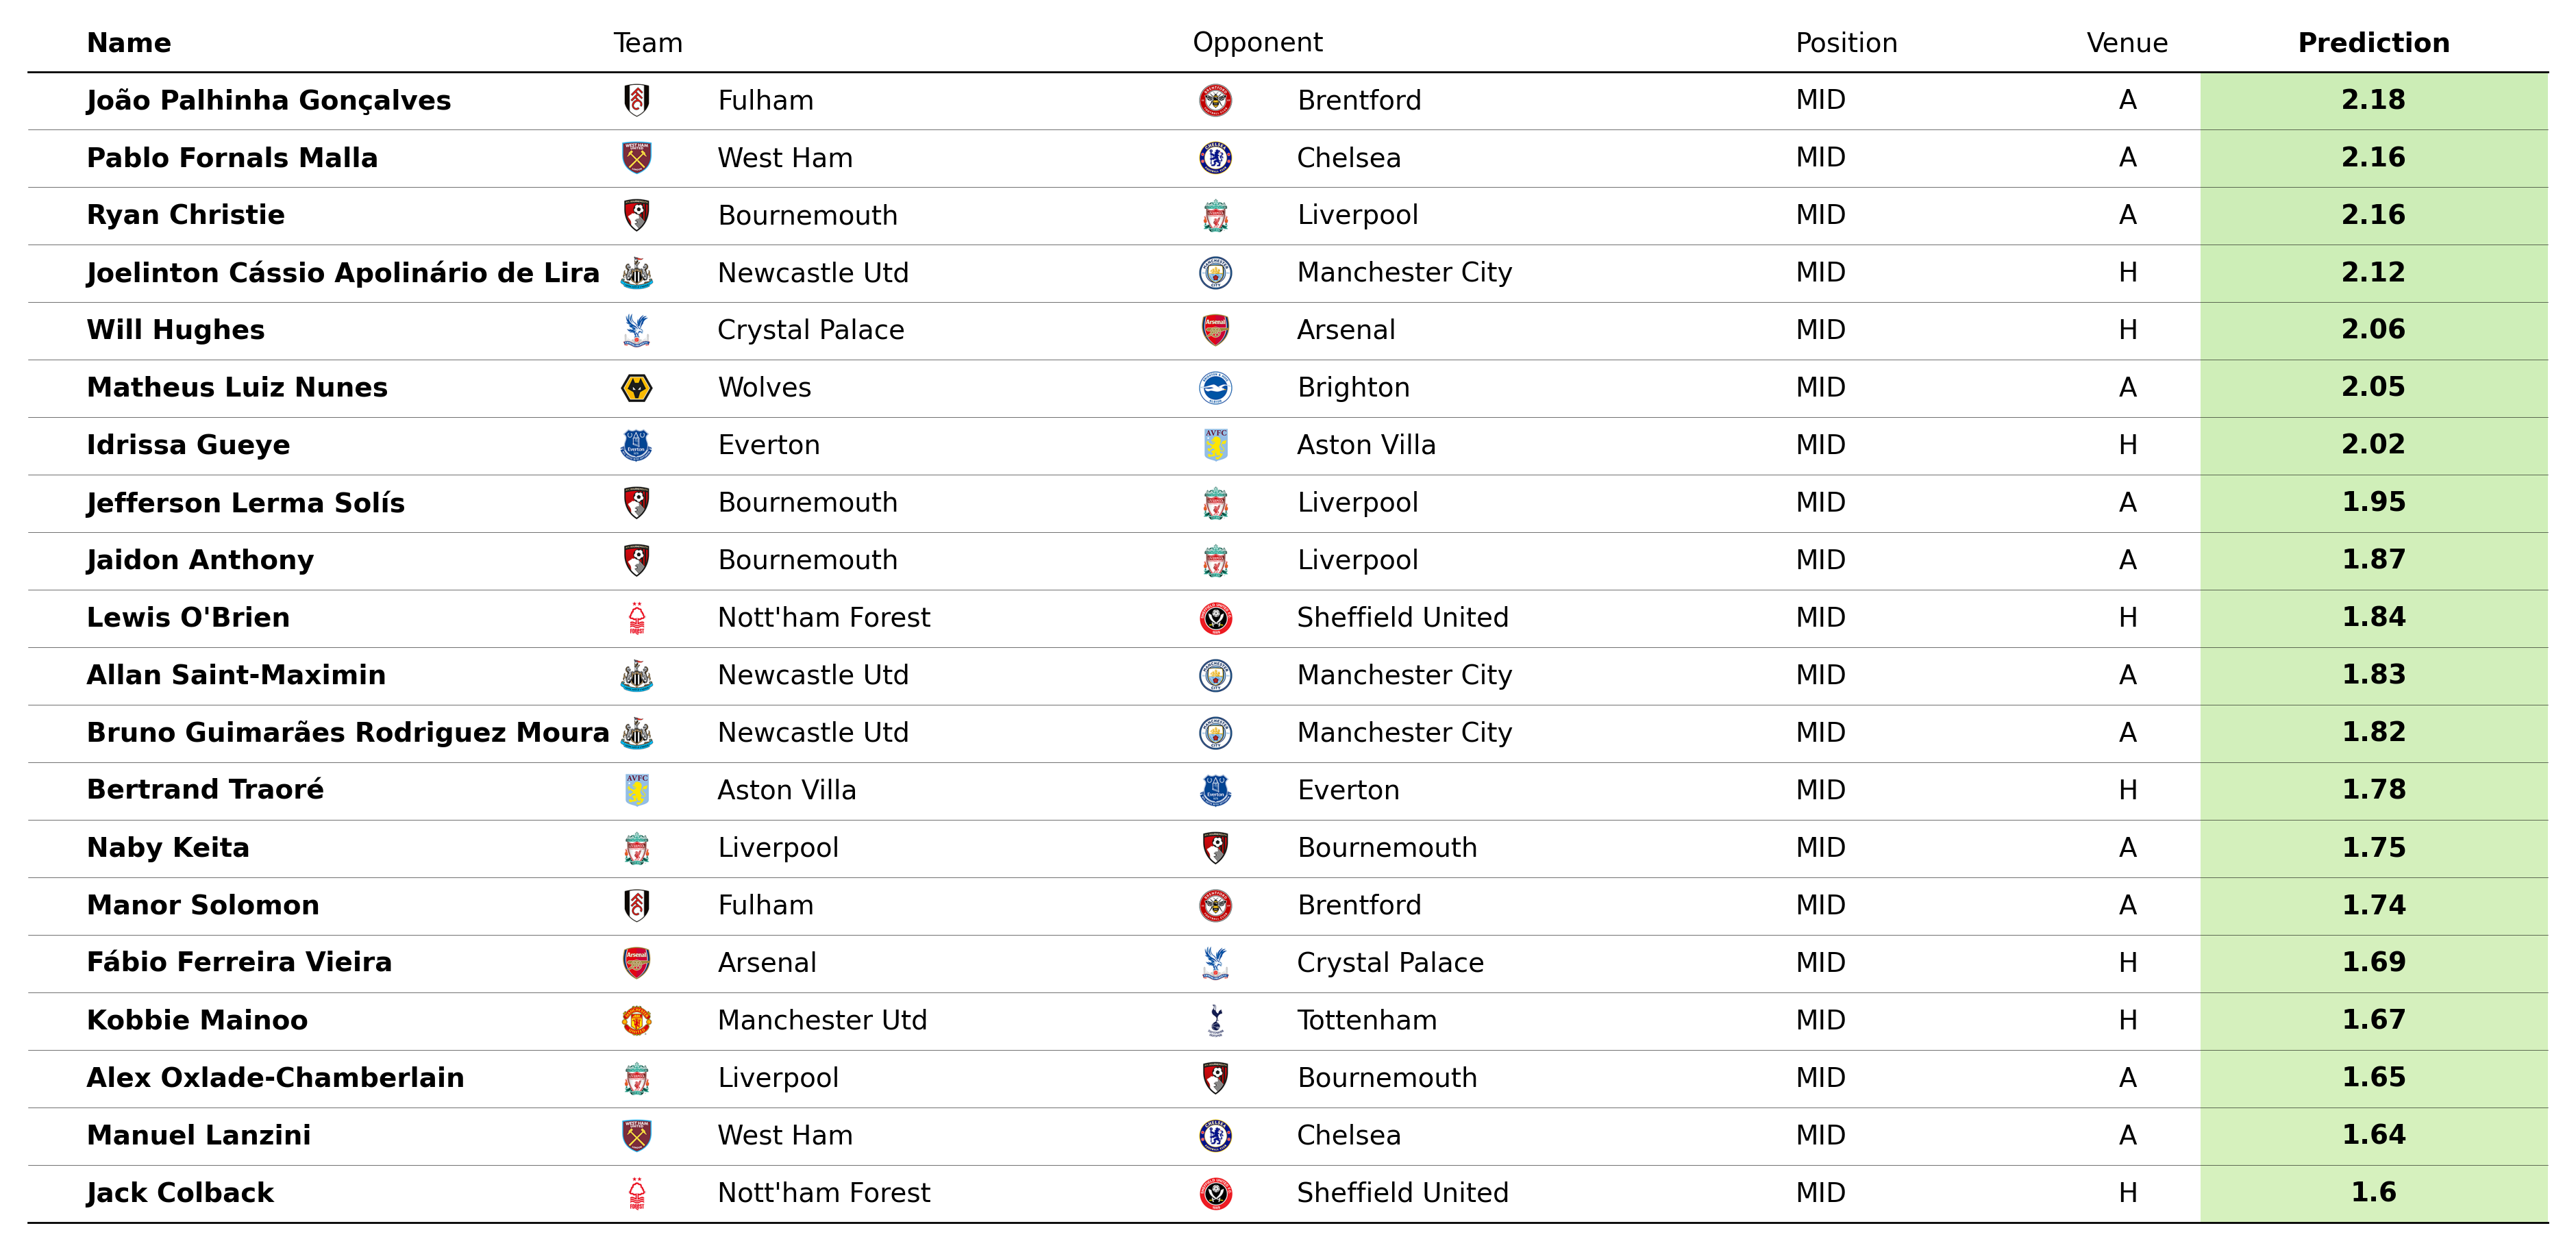 Name Team Opponent Position Venue Prediction
João Palhinha Gonçalves Fulham Brentford MID A 2.18
Pablo Fornals Malla West Ham Chelsea MID A 2.16
Ryan Christie Bournemouth Liverpool MID A 2.16
Joelinton Cássio Apolinário de Lira Newcastle Utd Manchester City MID H 2.12
Will Hughes Crystal Palace Arsenal MID H 2.06
Matheus Luiz Nunes Wolves Brighton MID A 2.05
Idrissa Gueye Everton Aston Villa MID H 2.02
Jefferson Lerma Solís Bournemouth Liverpool MID A 1.95
Jaidon Anthony Bournemouth Liverpool MID A 1.87
Lewis O'Brien Nott'ham Forest Sheffield United MID H 1.84
Allan Saint-Maximin Newcastle Utd Manchester City MID A 1.83
Bruno Guimarães Rodriguez Moura Newcastle Utd Manchester City MID A 1.82
Bertrand Traoré Aston Villa Everton MID H 1.78
Naby Keita Liverpool Bournemouth MID A 1.75
Manor Solomon Fulham Brentford MID A 1.74
Fábio Ferreira Vieira Arsenal Crystal Palace MID H 1.69
Kobbie Mainoo Manchester Utd Tottenham MID H 1.67
Alex Oxlade-Chamberlain Liverpool Bournemouth MID A 1.65
Manuel Lanzini West Ham Chelsea MID A 1.64
Jack Colback Nott'ham Forest Sheffield United MID H 1.6